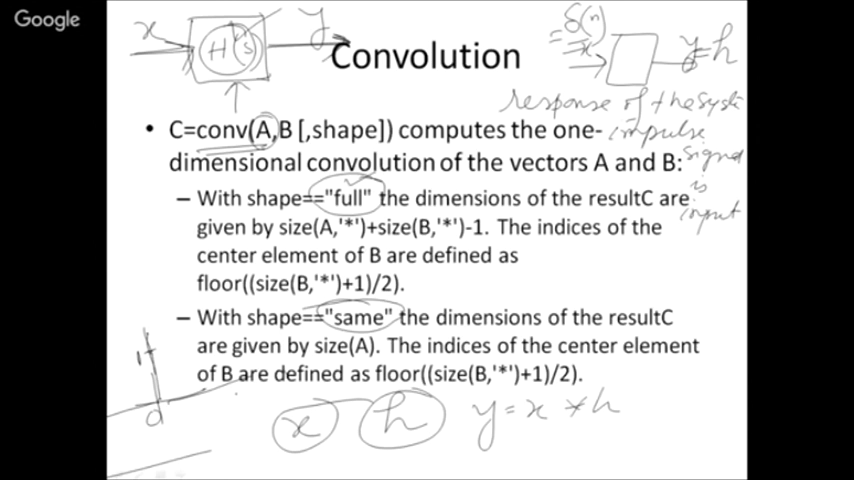 Google
x
H(s)
y
Convolution
= δ(n)
x
y=h
response of the syste
impulse
signal
is
input
• C=conv(A,B [,shape]) computes the one-
dimensional convolution of the vectors A and B:
– With shape=="full" the dimensions of the resultC are
given by size(A,'*')+size(B,'*')-1. The indices of the
center element of B are defined as
floor((size(B,'*')+1)/2).
– With shape=="same" the dimensions of the resultC
are given by size(A). The indices of the center element
of B are defined as floor((size(B,'*')+1)/2).
x h y = x * h